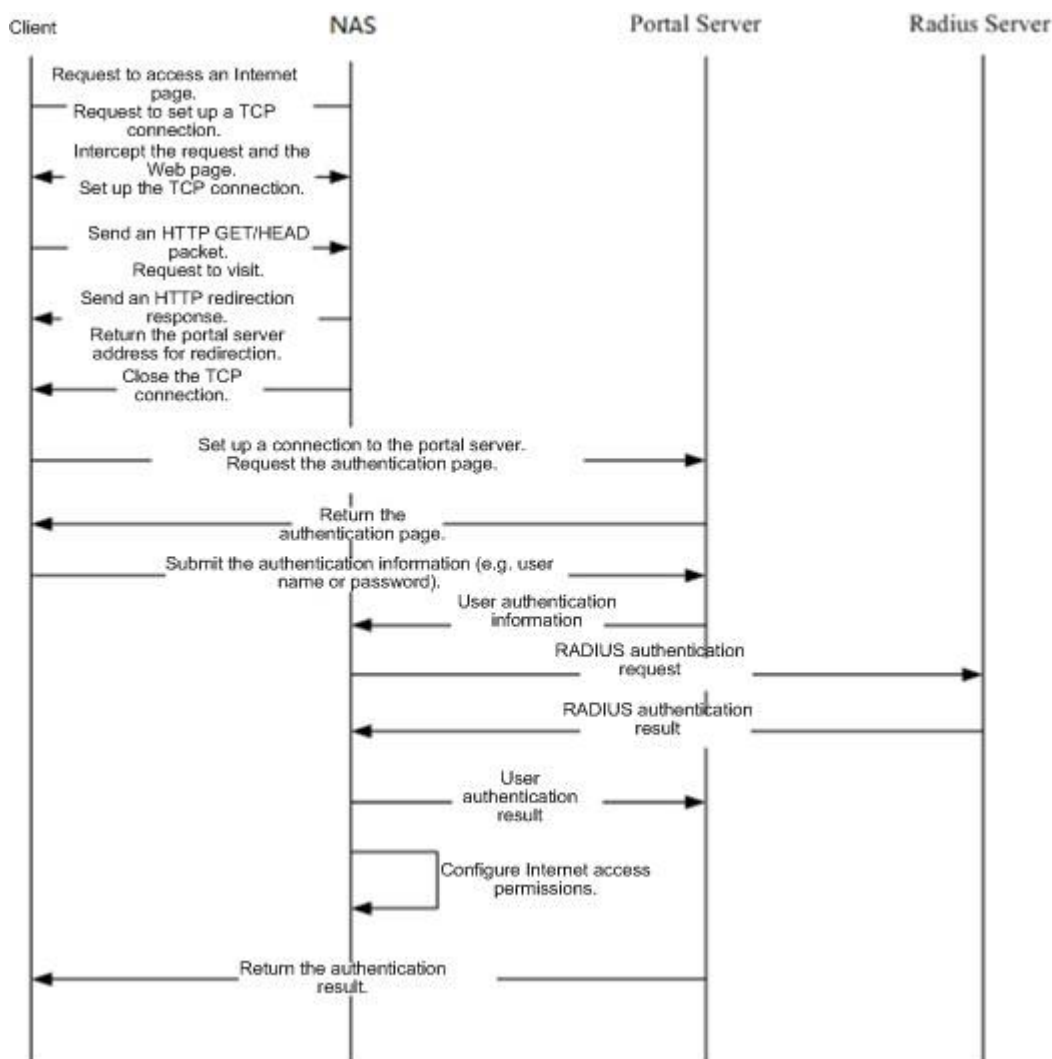 Client
NAS
Portal Server
Radius Server
Request to access an Internet
page.
Request to set up a TCP
connection.
Intercept the request and the
Web page.
Set up the TCP connection.
Send an HTTP GET/HEAD
packet.
Request to visit.
Send an HTTP redirection
response.
Return the portal server
address for redirection.
Close the TCP
connection.
Set up a connection to the portal server.
Request the authentication page.
Return the
authentication page.
Submit the authentication information (e.g. user
name or password).
User authentication
information
RADIUS authentication
request
RADIUS authentication
result
User
authentication
result
Configure Internet access
permissions.
Return the authentication
result.